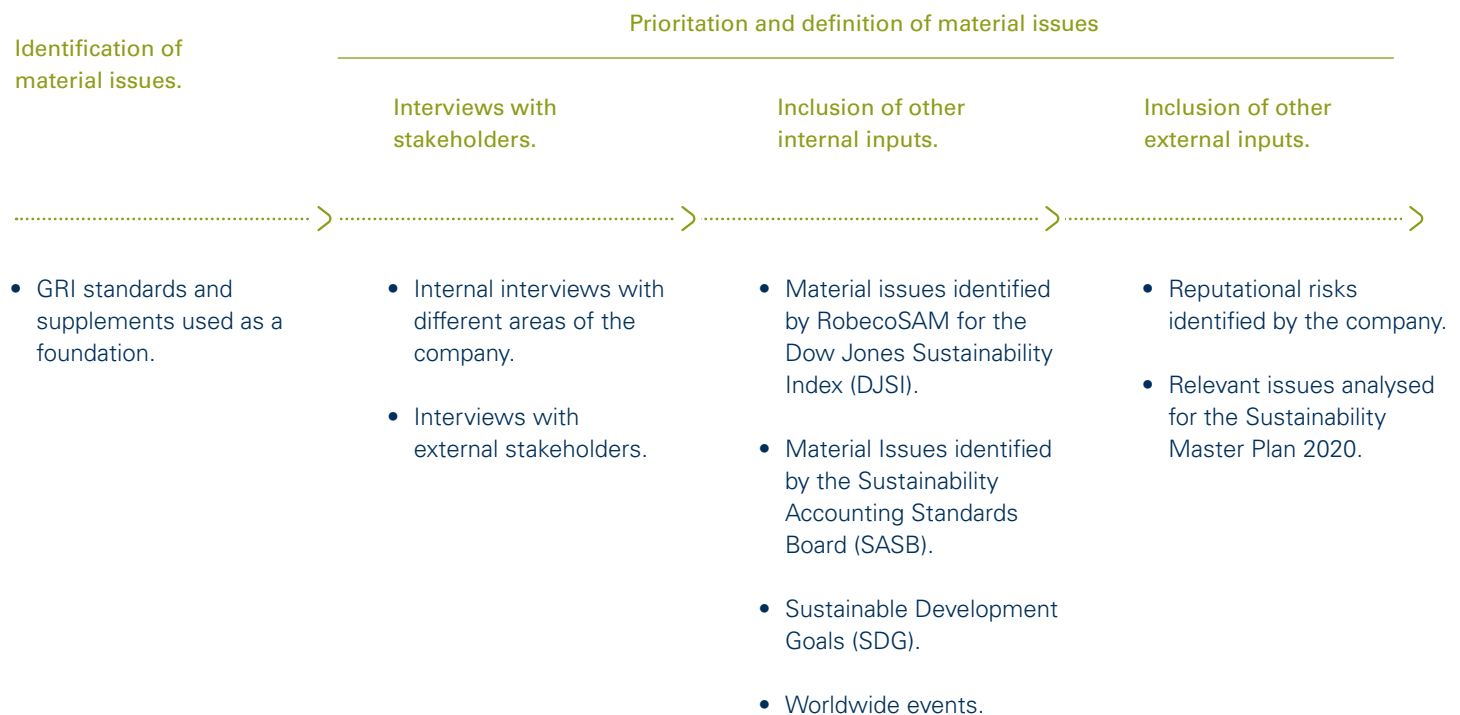 Identification of
material issues.
Prioritation and definition of material issues
Interviews with
stakeholders.
Inclusion of other
internal inputs.
Inclusion of other
external inputs.
• GRI standards and
supplements used as a
foundation.
• Internal interviews with
different areas of the
company.
• Interviews with
external stakeholders.
• Material issues identified
by RobecoSAM for the
Dow Jones Sustainability
Index (DJSI).
• Material Issues identified
by the Sustainability
Accounting Standards
Board (SASB).
• Sustainable Development
Goals (SDG).
• Worldwide events.
• Reputational risks
identified by the company.
• Relevant issues analysed
for the Sustainability
Master Plan 2020.